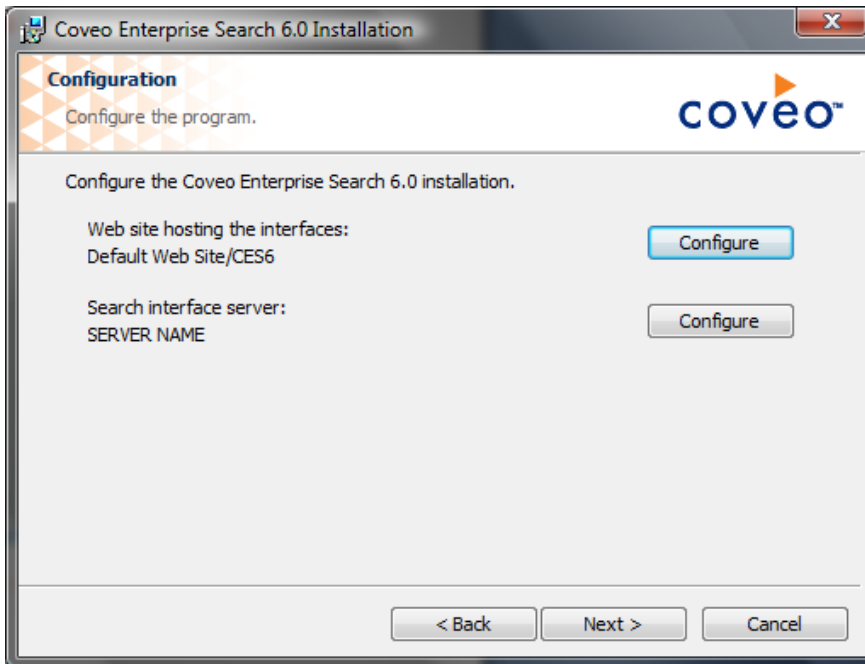 Coveo Enterprise Search 6.0 Installation
Configuration
Configure the program.
coveo™
Configure the Coveo Enterprise Search 6.0 installation.
Web site hosting the interfaces:
Default Web Site/CES6
Configure
Search interface server:
SERVER NAME
Configure
< Back
Next >
Cancel